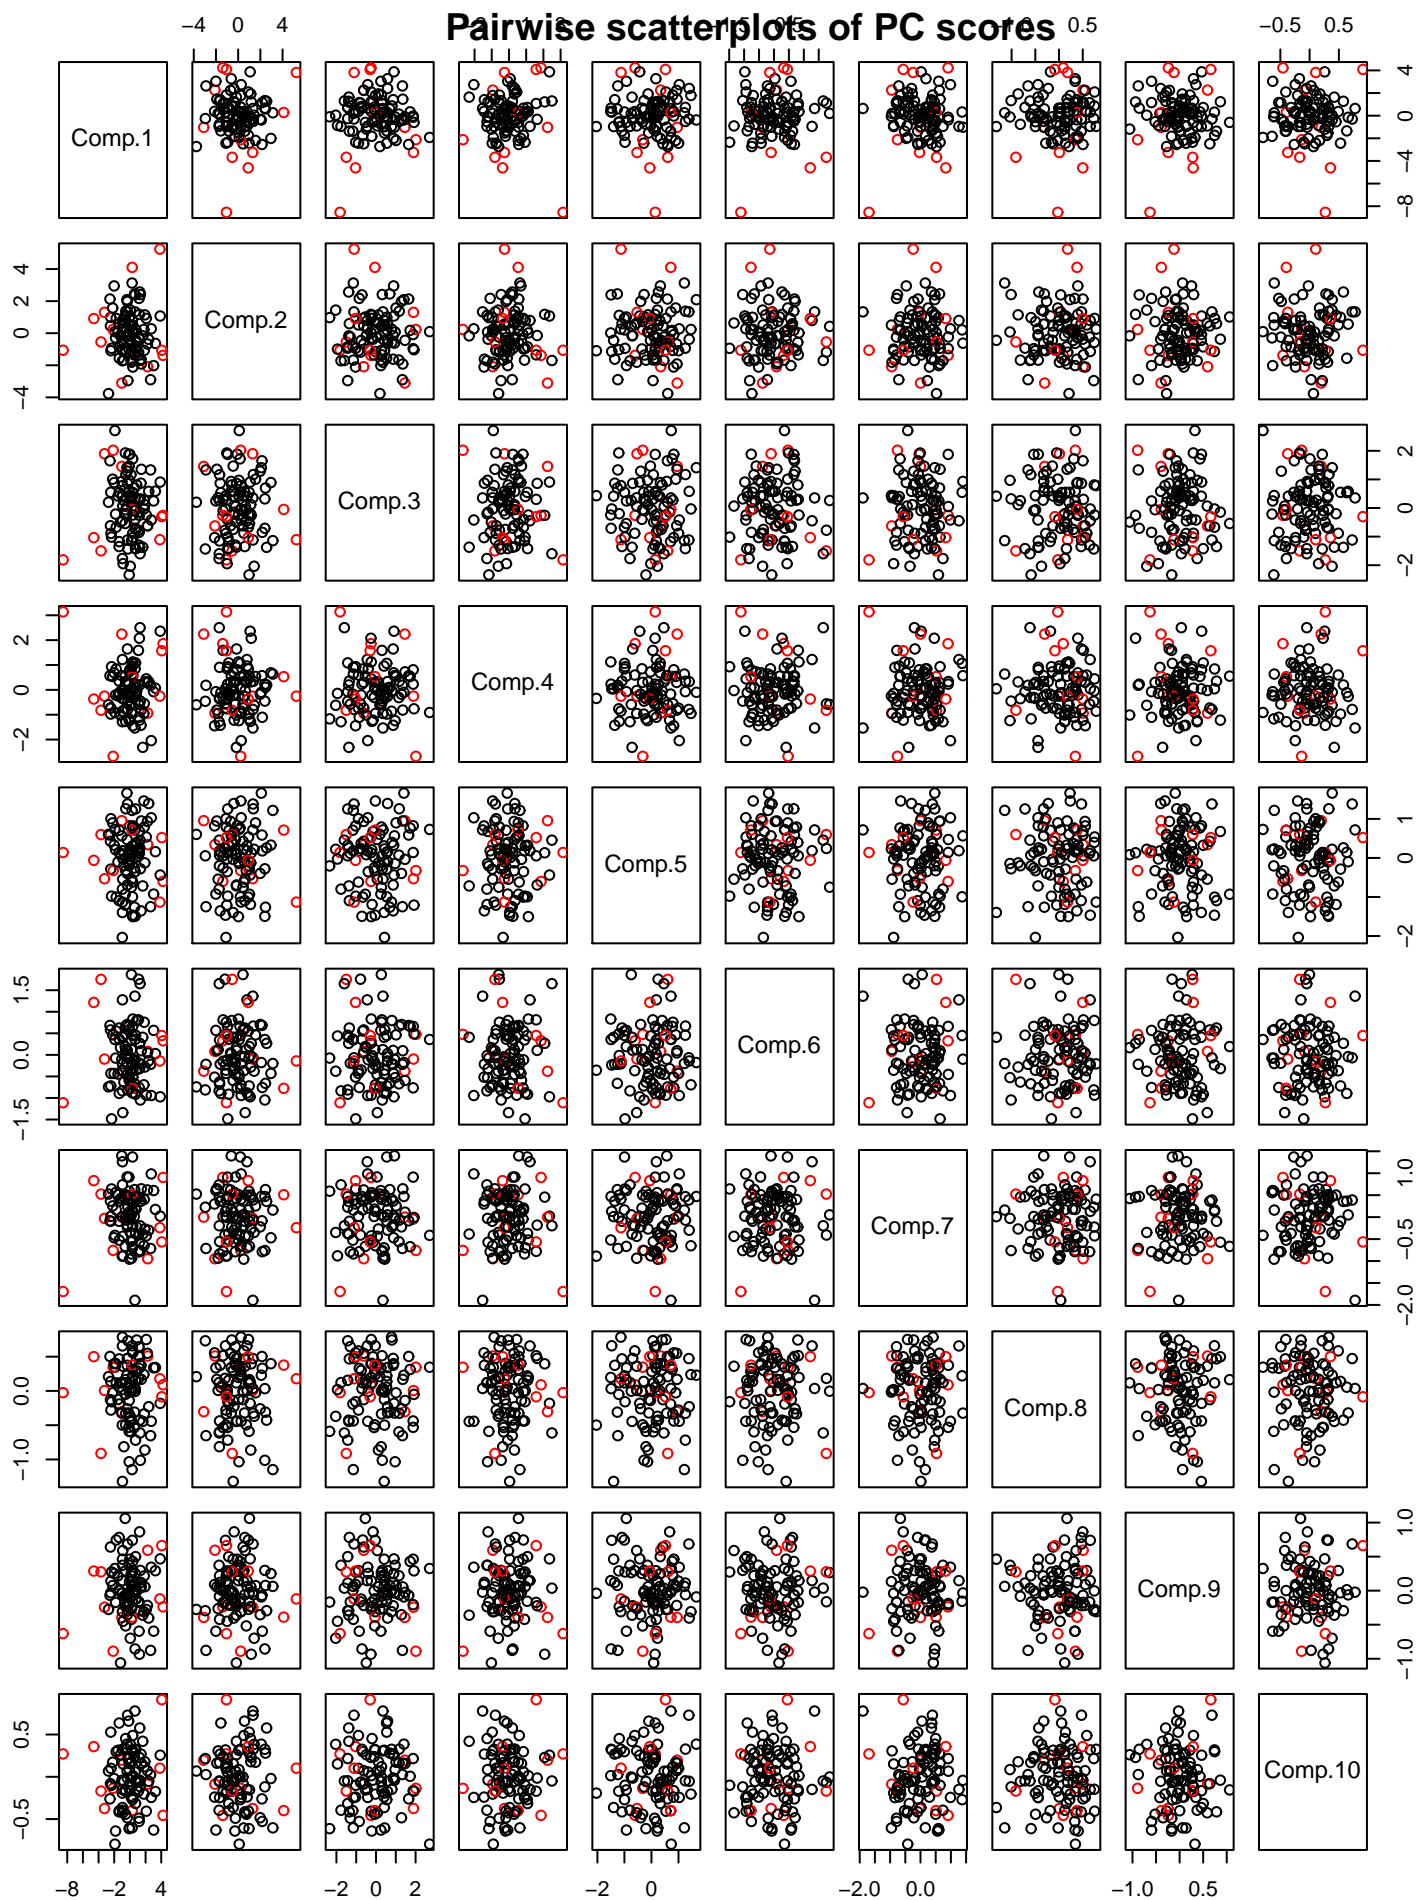 Pairwise scatterplots of PC scores
−4 0 2 4
0.5
−0.5 0.5
Comp.1
−8 −4 0 4
Comp.2
−4 0 2 4
Comp.3
−2 0 2
Comp.4
−2 0 2
Comp.5
−2 0 1
Comp.6
−1.5 0.0 1.5
Comp.7
−2.0 −0.5 1.0
Comp.8
−1.0 0.0
Comp.9
−1.0 0.0 1.0
Comp.10
−0.5 0.5
−8 −2 4
−2 0 2
−2 0
−2.0 0.0
−1.0 0.5